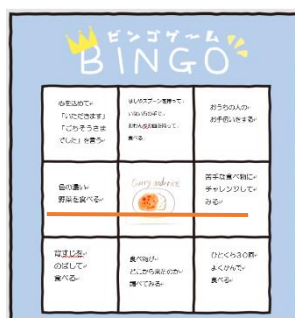 ビンゴゲーム
BINGO
心を込めて
「いただきます」
「ごちそうさま
でした」を言う
はしやスプーンを持って、
いない方の手で、
おわん又は皿を持って、
食べる
おうちの人の
お手伝いをする
色の濃い
野菜を食べる
苦手な食べ物に
チャレンジして
みる
背すじを
のばして
食べる
食べ物が
どこから来たのか
調べてみる
ひとくち30回
よくかんで
食べる